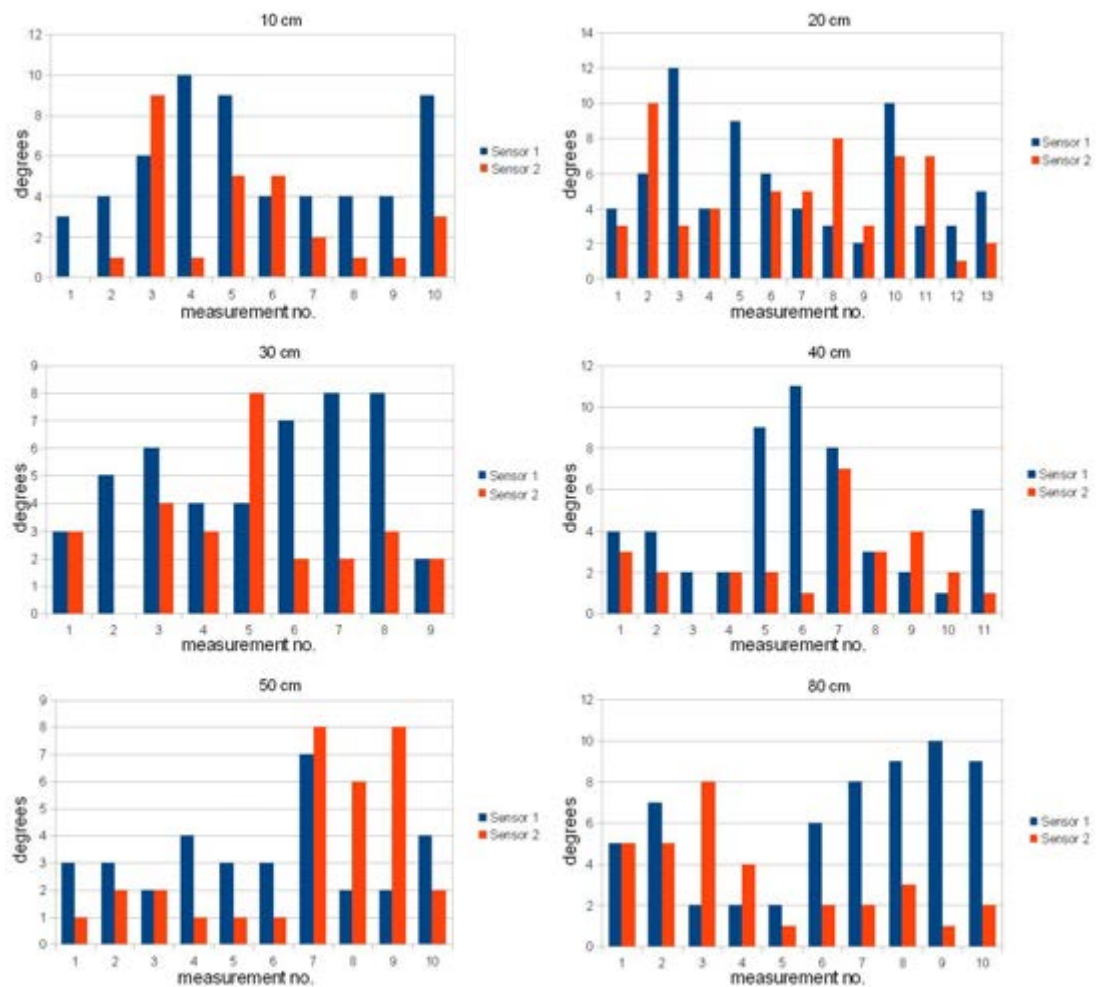 10 cm
12
10
8
6
4
2
0
degrees
1 2 3 4 5 6 7 8 9 10
measurement no.
Sensor 1
Sensor 2
20 cm
14
12
10
8
6
4
2
0
degrees
1 2 3 4 5 6 7 8 9 10 11 12 13
measurement no.
Sensor 1
Sensor 2
30 cm
9
8
7
6
5
4
3
2
1
0
degrees
1 2 3 4 5 6 7 8 9
measurement no.
Sensor 1
Sensor 2
40 cm
12
10
8
6
4
2
0
degrees
1 2 3 4 5 6 7 8 9 10 11
measurement no.
Sensor 1
Sensor 2
50 cm
9
8
7
6
5
4
3
2
1
0
degrees
1 2 3 4 5 6 7 8 9 10
measurement no.
Sensor 1
Sensor 2
80 cm
12
10
8
6
4
2
0
degrees
1 2 3 4 5 6 7 8 9 10
measurement no.
Sensor 1
Sensor 2